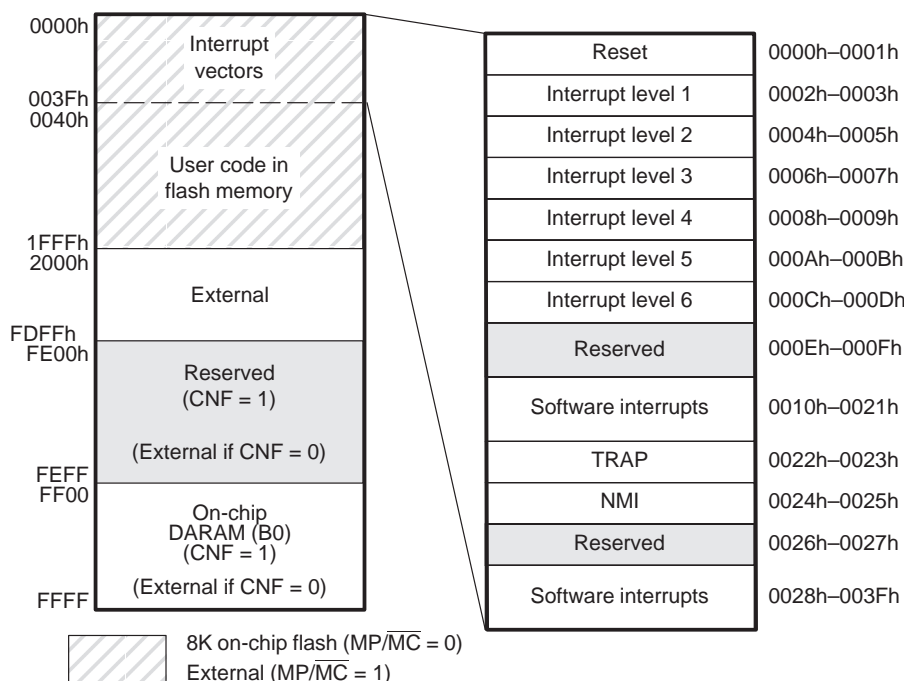 0000h
Interrupt
vectors
003Fh
0040h
User code in
flash memory
1FFFh
2000h
External
FDFFh
FE00h
Reserved
(CNF = 1)
(External if CNF = 0)
FEFF
FF00
On-chip
DARAM (B0)
(CNF = 1)
(External if CNF = 0)
FFFF
Reset 0000h–0001h
Interrupt level 1 0002h–0003h
Interrupt level 2 0004h–0005h
Interrupt level 3 0006h–0007h
Interrupt level 4 0008h–0009h
Interrupt level 5 000Ah–000Bh
Interrupt level 6 000Ch–000Dh
Reserved 000Eh–000Fh
Software interrupts 0010h–0021h
TRAP 0022h–0023h
NMI 0024h–0025h
Reserved 0026h–0027h
Software interrupts 0028h–003Fh
8K on-chip flash (MP/M̅C̅ = 0)
External (MP/M̅C̅ = 1)